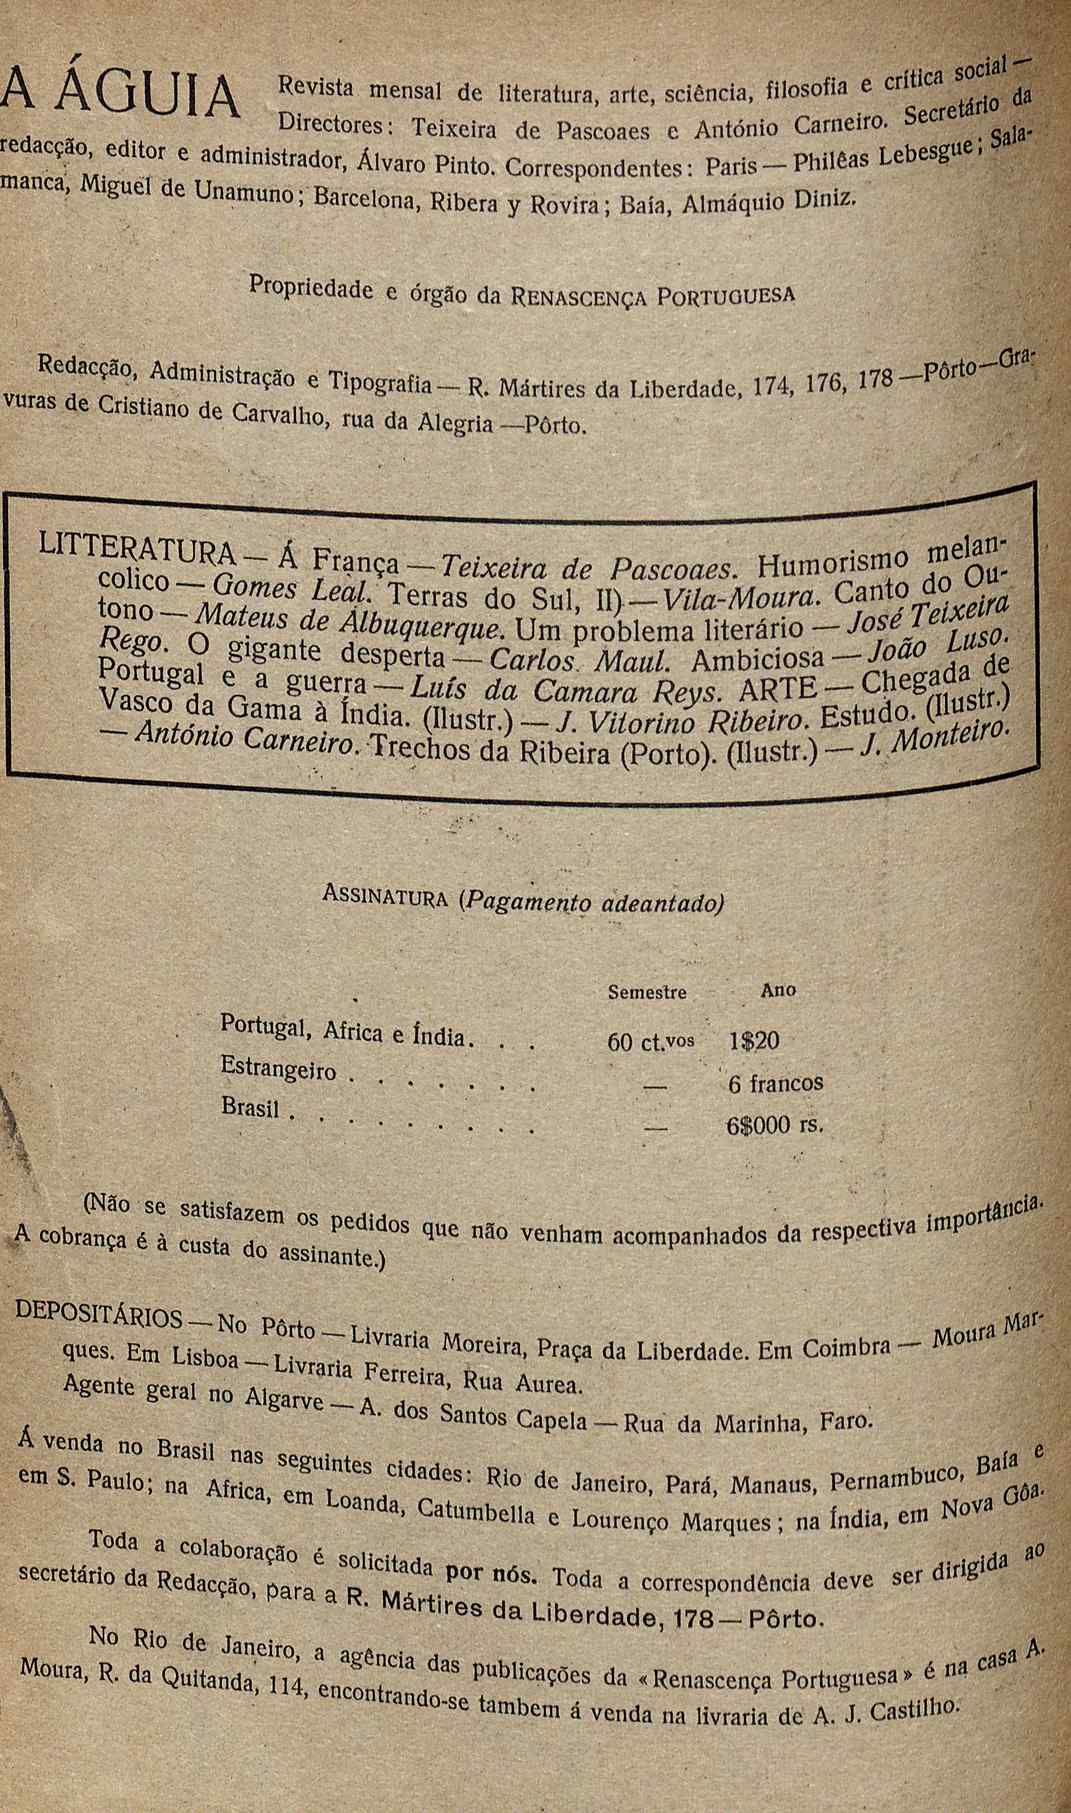 A ÁGUIA Revista mensal de literatura, arte, sciência, filosofia e crítica social —
Directores: Teixeira de Pascoaes e António Carneiro. Secretário da
redacção, editor e administrador, Álvaro Pinto. Correspondentes: Paris — Philêas Lebesgue; Sala-
manca, Miguel de Unamuno; Barcelona, Ribera y Rovira; Baía, Almáquio Diniz.
Propriedade e órgão da RENASCENÇA PORTUGUESA
Redacção, Administração e Tipografia — R. Mártires da Liberdade, 174, 176, 178 — Pôrto — Gra-
vuras de Cristiano de Carvalho, rua da Alegria — Pôrto.
LITTERATURA — Á França — Teixeira de Pascoaes. Humorismo melan-
colico — Gomes Leal. Terras do Sul, II) — Vila-Moura. Canto do Ou-
tono — Mateus de Albuquerque. Um problema literário — José Teixeira
Rego. O gigante desperta — Carlos Maul. Ambiciosa — João Luso.
Portugal e a guerra — Luís da Camara Reys. ARTE — Chegada de
Vasco da Gama à Índia. (Ilustr.) — J. Vitorino Ribeiro. Estudo. (Ilustr.)
— António Carneiro. Trechos da Ribeira (Porto). (Ilustr.) — J. Monteiro.
ASSINATURA (Pagamento adeantado)
Semestre Ano
Portugal, Africa e Índia. . . 60 ct.vos 1$20
Estrangeiro . . . . . . . — 6 francos
Brasil . . . . . . . . . — 6$000 rs.
(Não se satisfazem os pedidos que não venham acompanhados da respectiva importância.
A cobrança é à custa do assinante.)
DEPOSITÁRIOS — No Pôrto — Livraria Moreira, Praça da Liberdade. Em Coimbra — Moura Mar-
ques. Em Lisboa — Livraria Ferreira, Rua Aurea.
Agente geral no Algarve — A. dos Santos Capela — Rua da Marinha, Faro.
Á venda no Brasil nas seguintes cidades: Rio de Janeiro, Pará, Manaus, Pernambuco, Baía e
em S. Paulo; na Africa, em Loanda, Catumbella e Lourenço Marques; na Índia, em Nova Gôa.
Toda a colaboração é solicitada por nós. Toda a correspondência deve ser dirigida ao
secretário da Redacção, para a R. Mártires da Liberdade, 178 — Pôrto.
No Rio de Janeiro, a agência das publicações da «Renascença Portuguesa» é na casa A.
Moura, R. da Quitanda, 114, encontrando-se tambem á venda na livraria de A. J. Castilho.